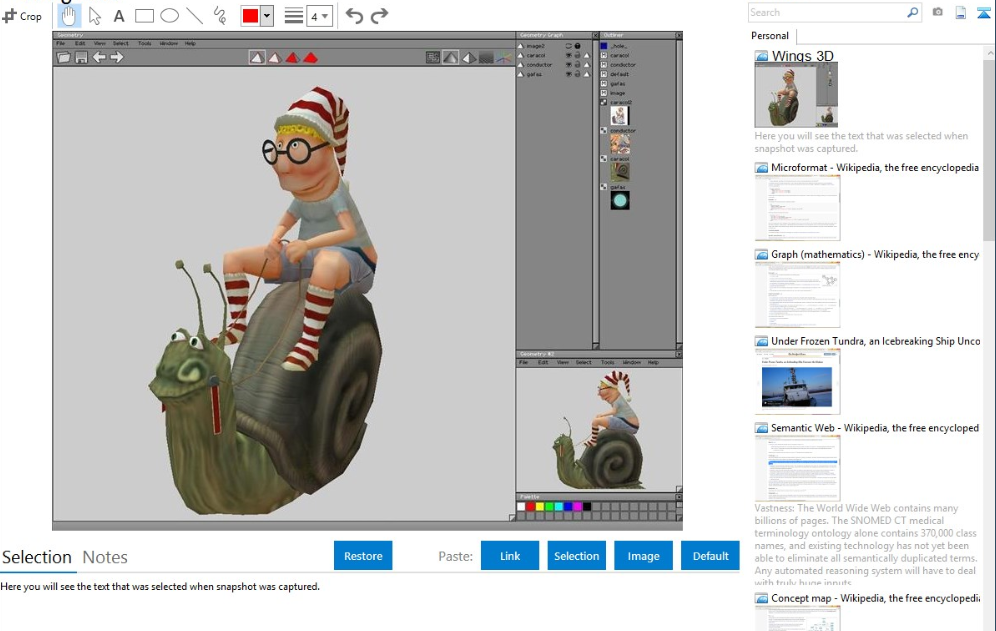 Crop
A
4
Search
Geometry
File Edit View Select Tools Window Help
Geometry Graph
image2
caracol
conductor
gafas
Outliner
_hole_
caracol
conductor
default
gafas
image
caracol2
conductor
caracol
gafas
Geometry #2
File Edit View Select Tools Window Help
Palette
Personal
Wings 3D
Here you will see the text that was selected when
snapshot was captured.
Microformat - Wikipedia, the free encyclopedia
Graph (mathematics) - Wikipedia, the free ency
Under Frozen Tundra, an Icebreaking Ship Unco
Semantic Web - Wikipedia, the free encycloped
Vastness: The World Wide Web contains many
billions of pages. The SNOMED CT medical
terminology ontology alone contains 370,000 class
names, and existing technology has not yet been
able to eliminate all semantically duplicated terms.
Any automated reasoning system will have to deal
with truly huge inputs
Concept map - Wikipedia, the free encyclopedia
Selection Notes
Restore
Paste:
Link
Selection
Image
Default
Here you will see the text that was selected when snapshot was captured.